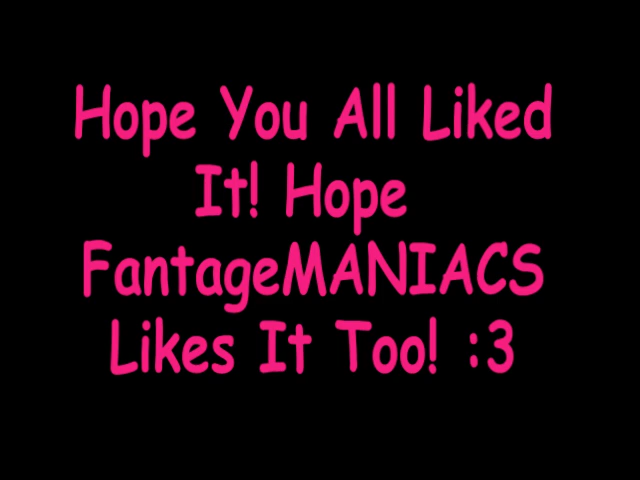 Hope You All Liked
It! Hope
FantageMANIACS
Likes It Too! :3